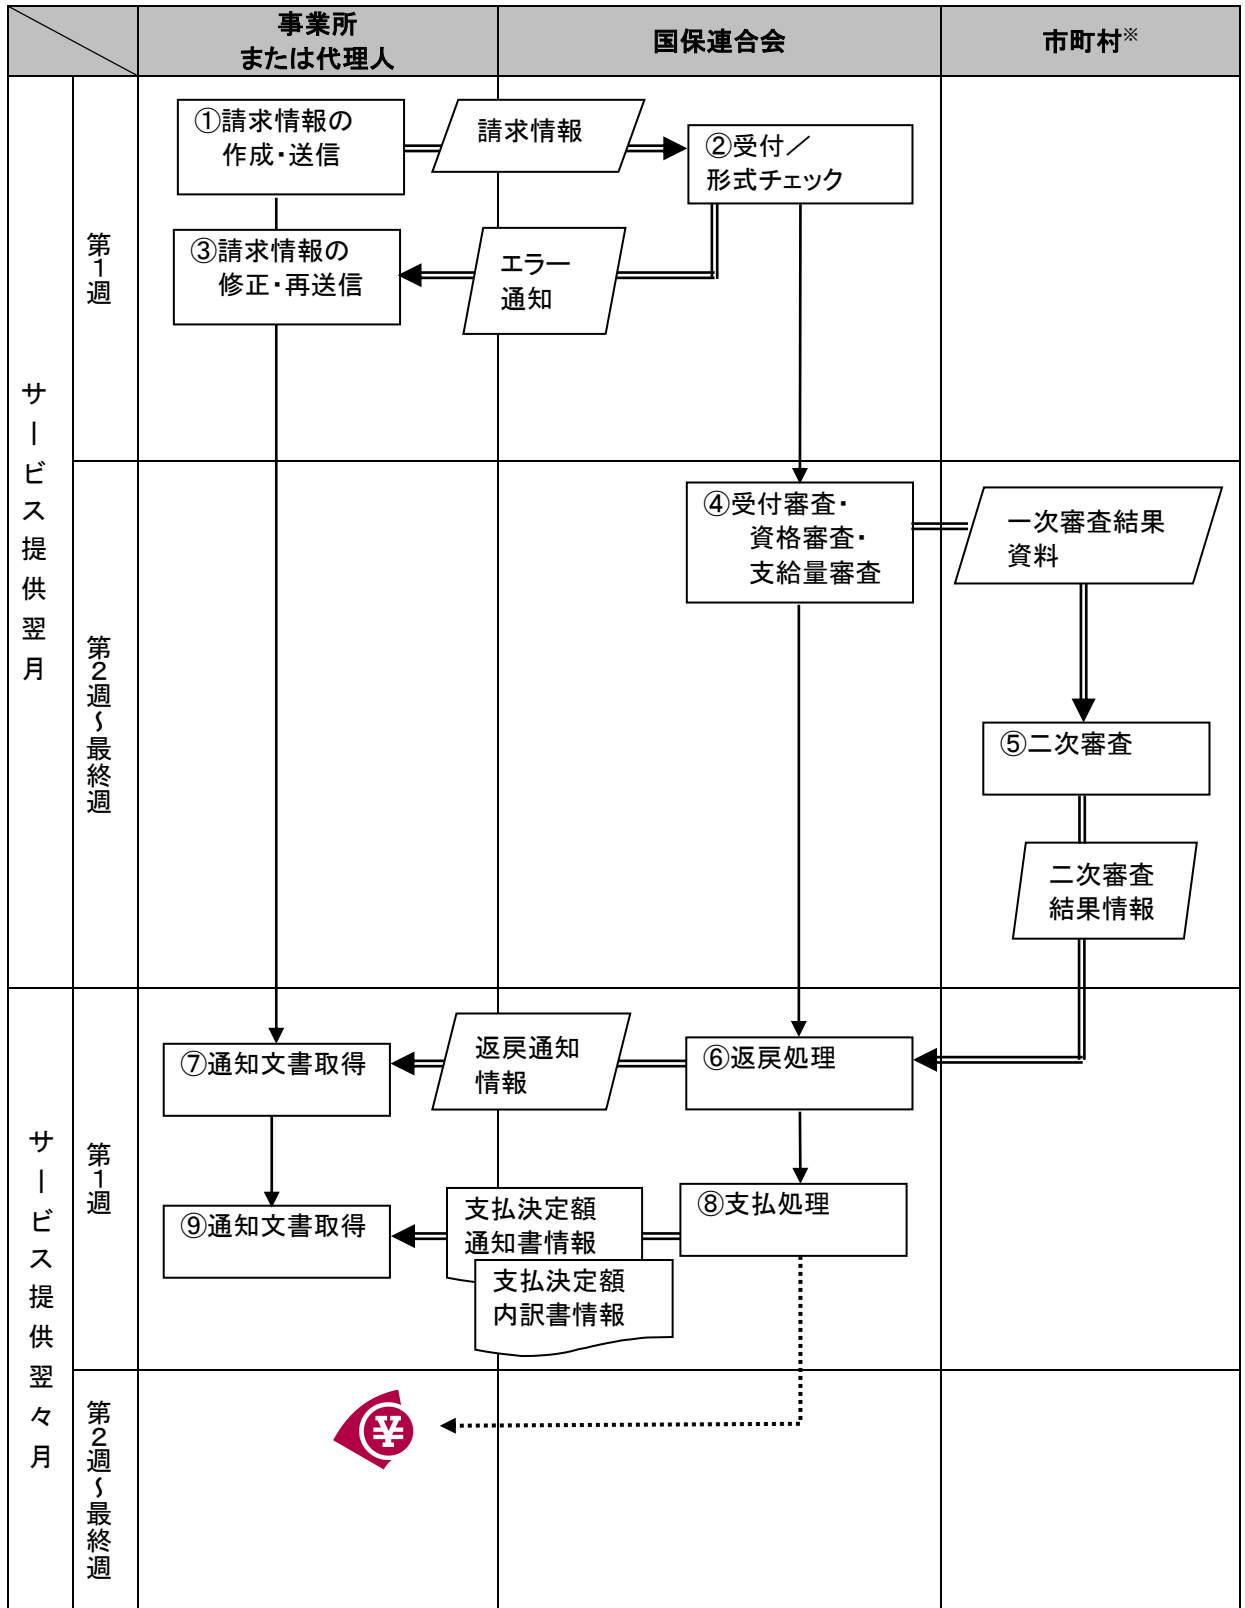 事業所
または代理人
国保連合会
市町村※
サービス提供翌月
第1週
①請求情報の
作成・送信
請求情報
②受付／
形式チェック
③請求情報の
修正・再送信
エラー
通知
第2週～最終週
④受付審査・
資格審査・
支給量審査
一次審査結果
資料
⑤二次審査
二次審査
結果情報
サービス提供翌々月
第1週
⑦通知文書取得
返戻通知
情報
⑥返戻処理
⑨通知文書取得
支払決定額
通知書情報
支払決定額
内訳書情報
⑧支払処理
第2週～最終週
¥